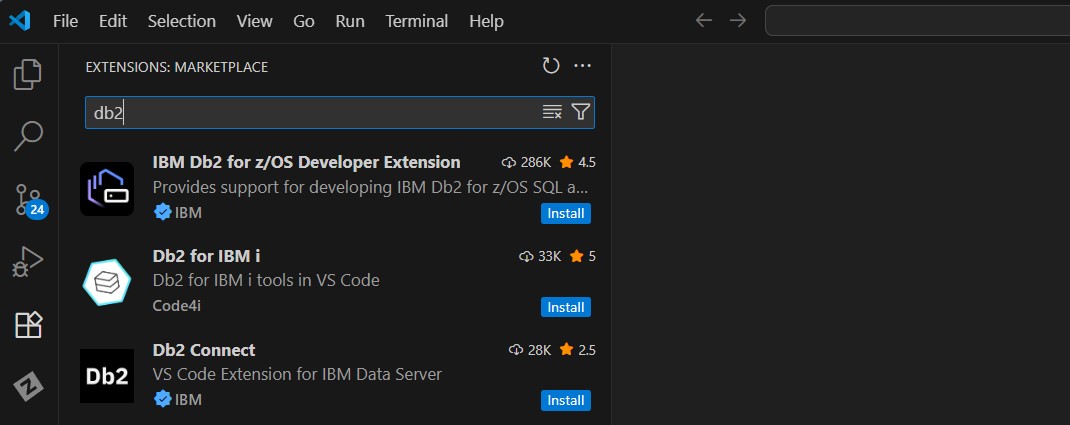 File Edit Selection View Go Run Terminal Help
EXTENSIONS: MARKETPLACE
db2
IBM Db2 for z/OS Developer Extension 286K 4.5
Provides support for developing IBM Db2 for z/OS SQL a...
IBM Install
24
Db2 for IBM i 33K 5
Db2 for IBM i tools in VS Code
Code4i Install
Db2 Connect 28K 2.5
Db2
VS Code Extension for IBM Data Server
IBM Install
Z